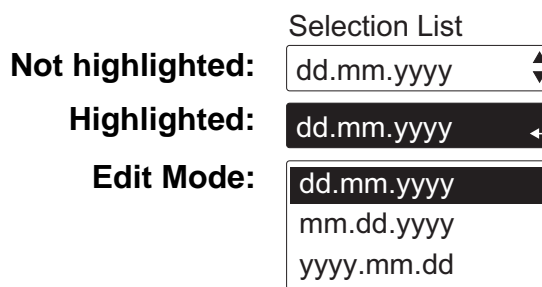 Selection List
Not highlighted: dd.mm.yyyy
Highlighted: dd.mm.yyyy
Edit Mode: dd.mm.yyyy
mm.dd.yyyy
yyyy.mm.dd